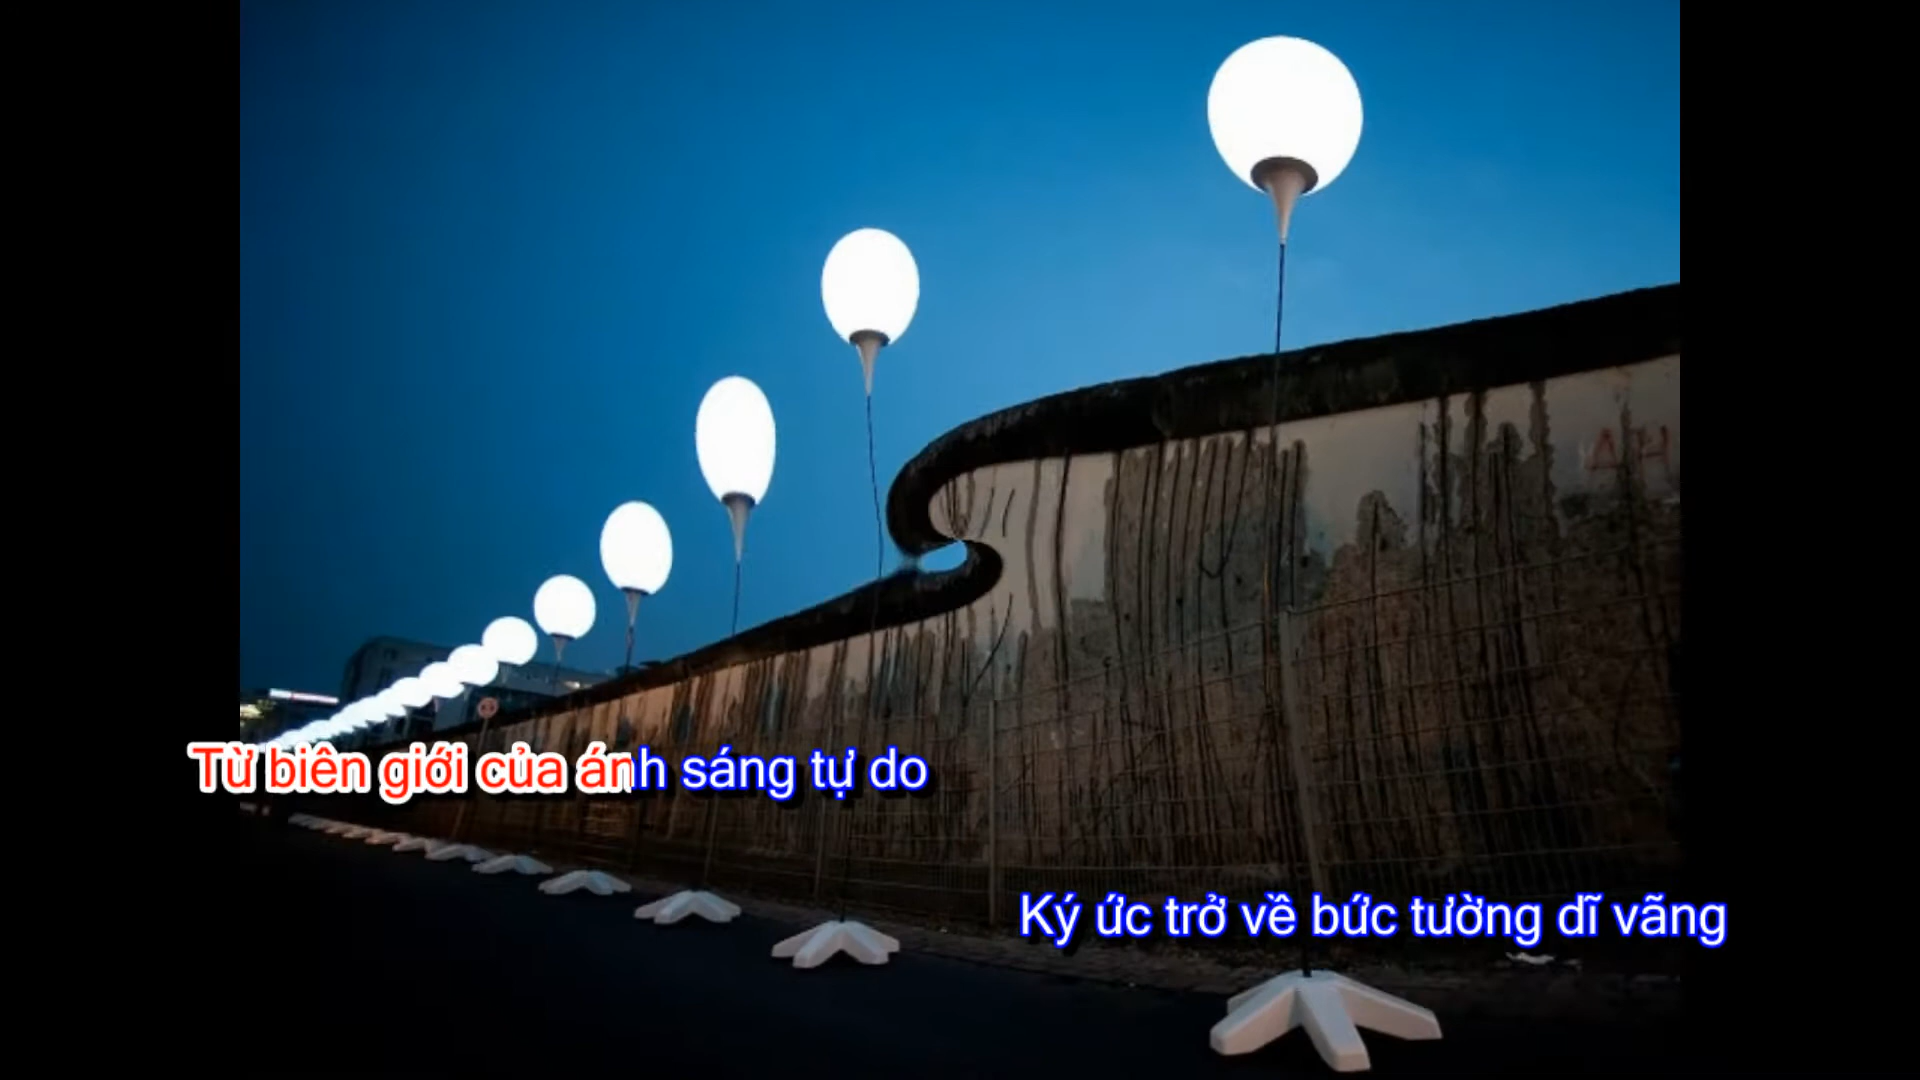 Từ biên giới của ánh sáng tự do
Ký ức trở về bức tường dĩ vãng